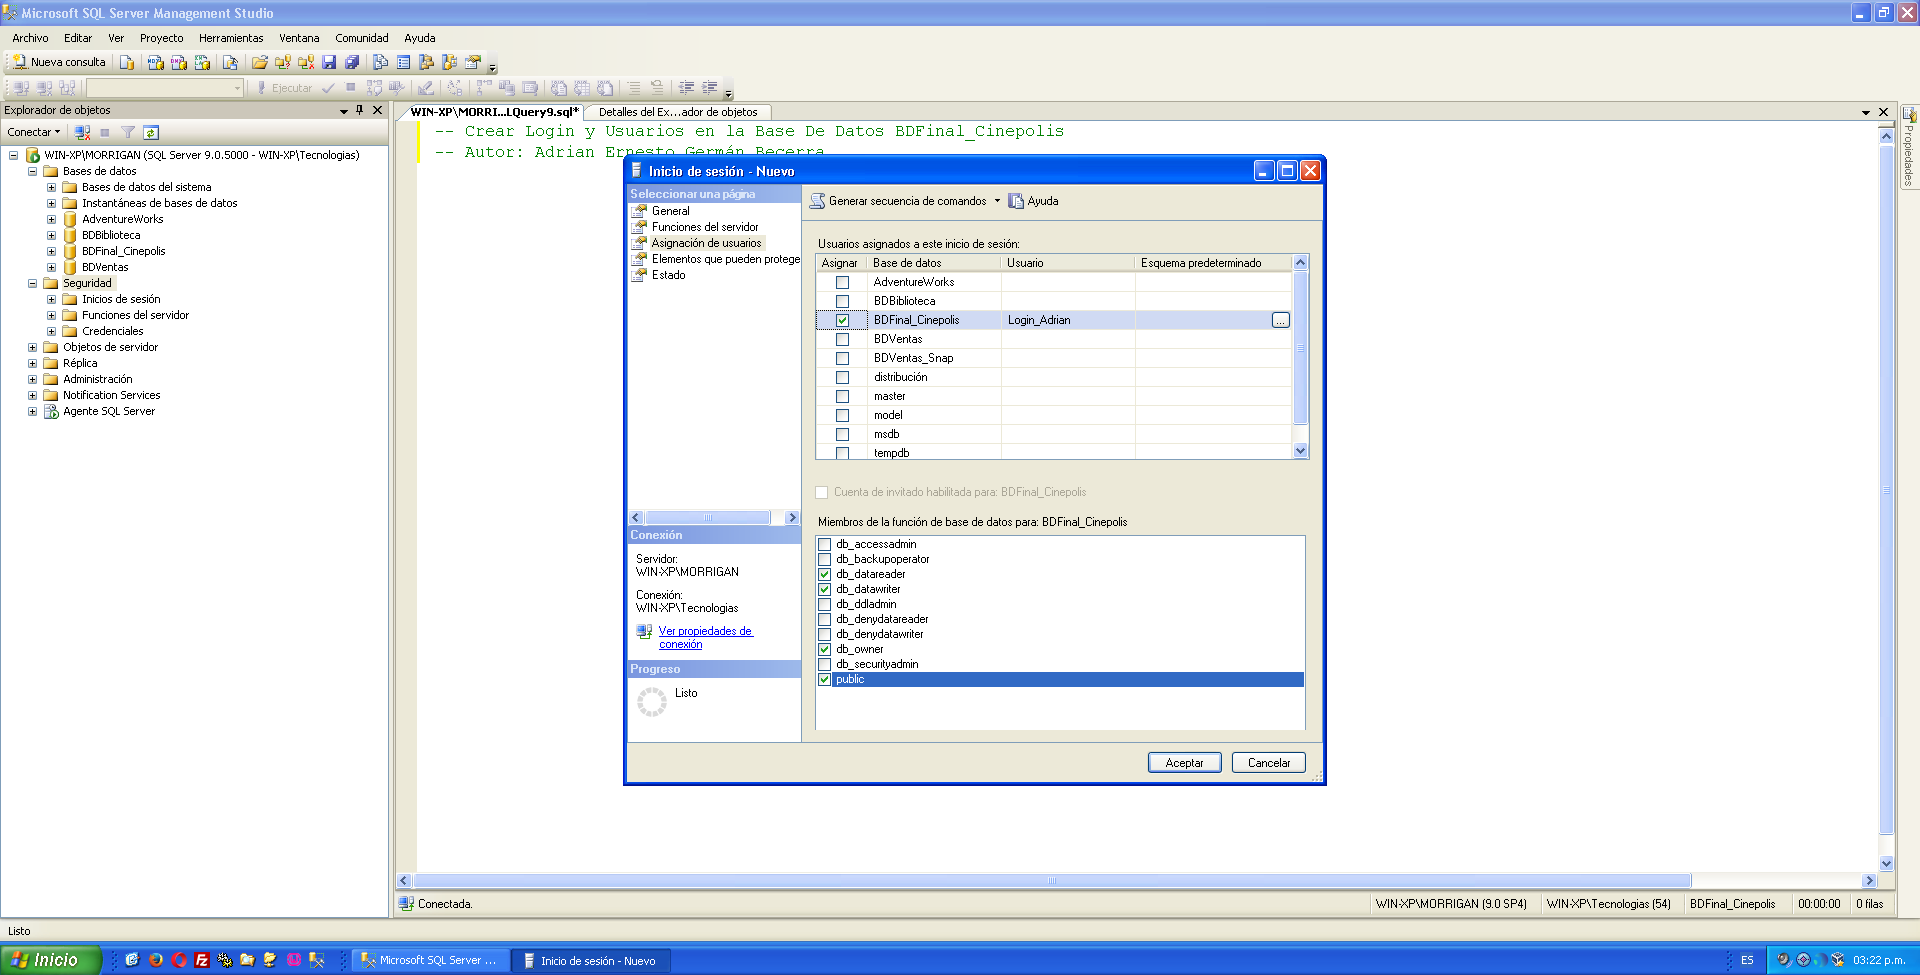 Microsoft SQL Server Management Studio
Archivo Editar Ver Proyecto Herramientas Ventana Comunidad Ayuda
Nueva consulta
Ejecutar
Explorador de objetos
Conectar
WIN-XP\MORRIGAN (SQL Server 9.0.5000 - WIN-XP\Tecnologias)
Bases de datos
Bases de datos del sistema
Instantáneas de bases de datos
AdventureWorks
BDBiblioteca
BDFinal_Cinepolis
BDVentas
Seguridad
Inicios de sesión
Funciones del servidor
Credenciales
Objetos de servidor
Réplica
Administración
Notification Services
Agente SQL Server
WIN-XP\MORRI...LQuery9.sql* Detalles del Ex...ador de objetos
-- Crear Login y Usuarios en la Base De Datos BDFinal_Cinepolis
-- Autor: Adrian Ernesto Germán Becerra
Propiedades
Inicio de sesión - Nuevo
Seleccionar una página
General
Funciones del servidor
Asignación de usuarios
Elementos que pueden protege
Estado
Conexión
Servidor:
WIN-XP\MORRIGAN
Conexión:
WIN-XP\Tecnologias
Ver propiedades de
conexión
Progreso
Listo
Generar secuencia de comandos Ayuda
Usuarios asignados a este inicio de sesión:
Asignar Base de datos Usuario Esquema predeterminado
AdventureWorks
BDBiblioteca
BDFinal_Cinepolis Login_Adrian ...
BDVentas
BDVentas_Snap
distribución
master
model
msdb
tempdb
Cuenta de invitado habilitada para: BDFinal_Cinepolis
Miembros de la función de base de datos para: BDFinal_Cinepolis
db_accessadmin
db_backupoperator
db_datareader
db_datawriter
db_ddladmin
db_denydatareader
db_denydatawriter
db_owner
db_securityadmin
public
Aceptar Cancelar
Conectada. WIN-XP\MORRIGAN (9.0 SP4) WIN-XP\Tecnologias (54) BDFinal_Cinepolis 00:00:00 0 filas
Listo
Inicio Microsoft SQL Server ... Inicio de sesión - Nuevo ES 03:22 p.m.